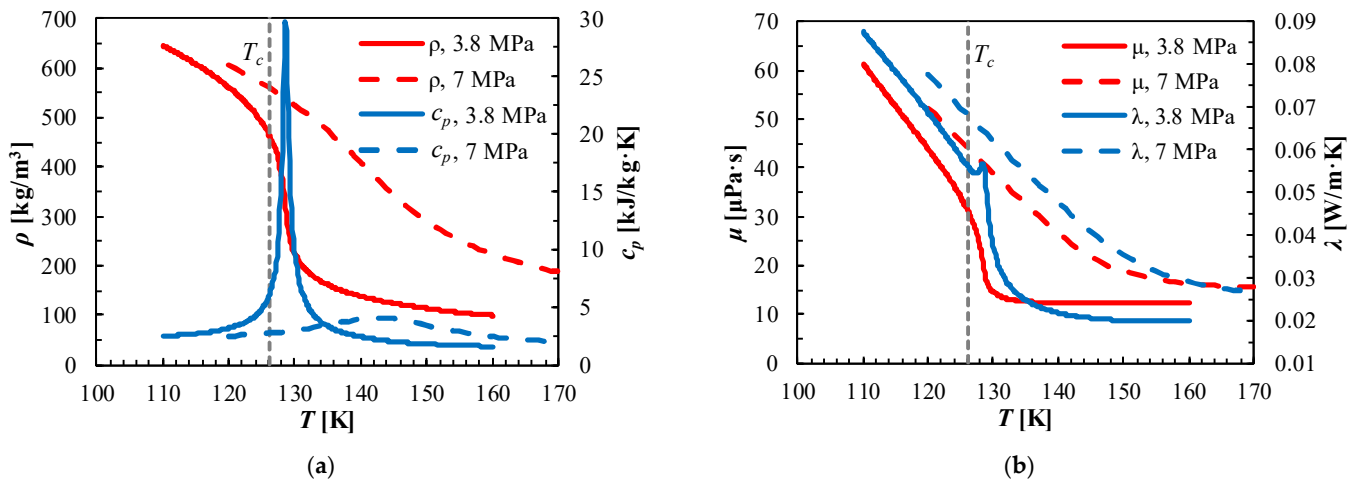 700
600
500
400
300
200
100
0
ρ [kg/m³]
T_c
ρ, 3.8 MPa
ρ, 7 MPa
c_p, 3.8 MPa
c_p, 7 MPa
30
25
20
15
10
5
0
c_p [kJ/kg·K]
100 110 120 130 140 150 160 170
T [K]
(a)
70
60
50
40
30
20
10
0
μ [μPa·s]
T_c
μ, 3.8 MPa
μ, 7 MPa
λ, 3.8 MPa
λ, 7 MPa
0.09
0.08
0.07
0.06
0.05
0.04
0.03
0.02
0.01
λ [W/m·K]
100 110 120 130 140 150 160 170
T [K]
(b)